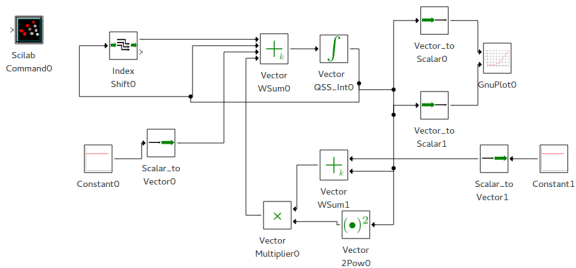 Scilab
Command0
Index
Shift0
Vector
WSum0
Vector
QSS_Int0
Vector_to
Scalar0
GnuPlot0
Vector_to
Scalar1
Constant0
Scalar_to
Vector0
Vector
WSum1
Scalar_to
Vector1
Constant1
Vector
Multiplier0
Vector
2Pow0
+k
+k
×
(•)2